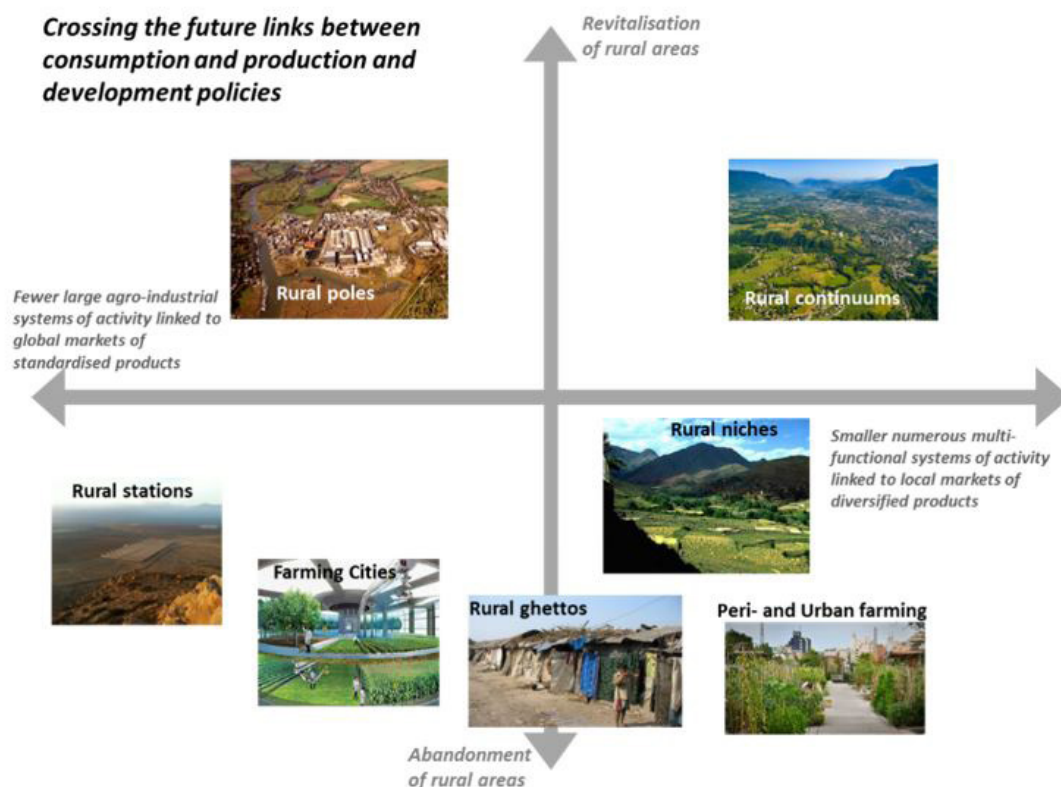 Crossing the future links between
consumption and production and
development policies
Revitalisation
of rural areas
Rural poles
Rural continuums
Fewer large agro-industrial
systems of activity linked to
global markets of
standardised products
Rural niches
Smaller numerous multi-
functional systems of activity
linked to local markets of
diversified products
Rural stations
Farming Cities
Rural ghettos
Peri- and Urban farming
Abandonment
of rural areas